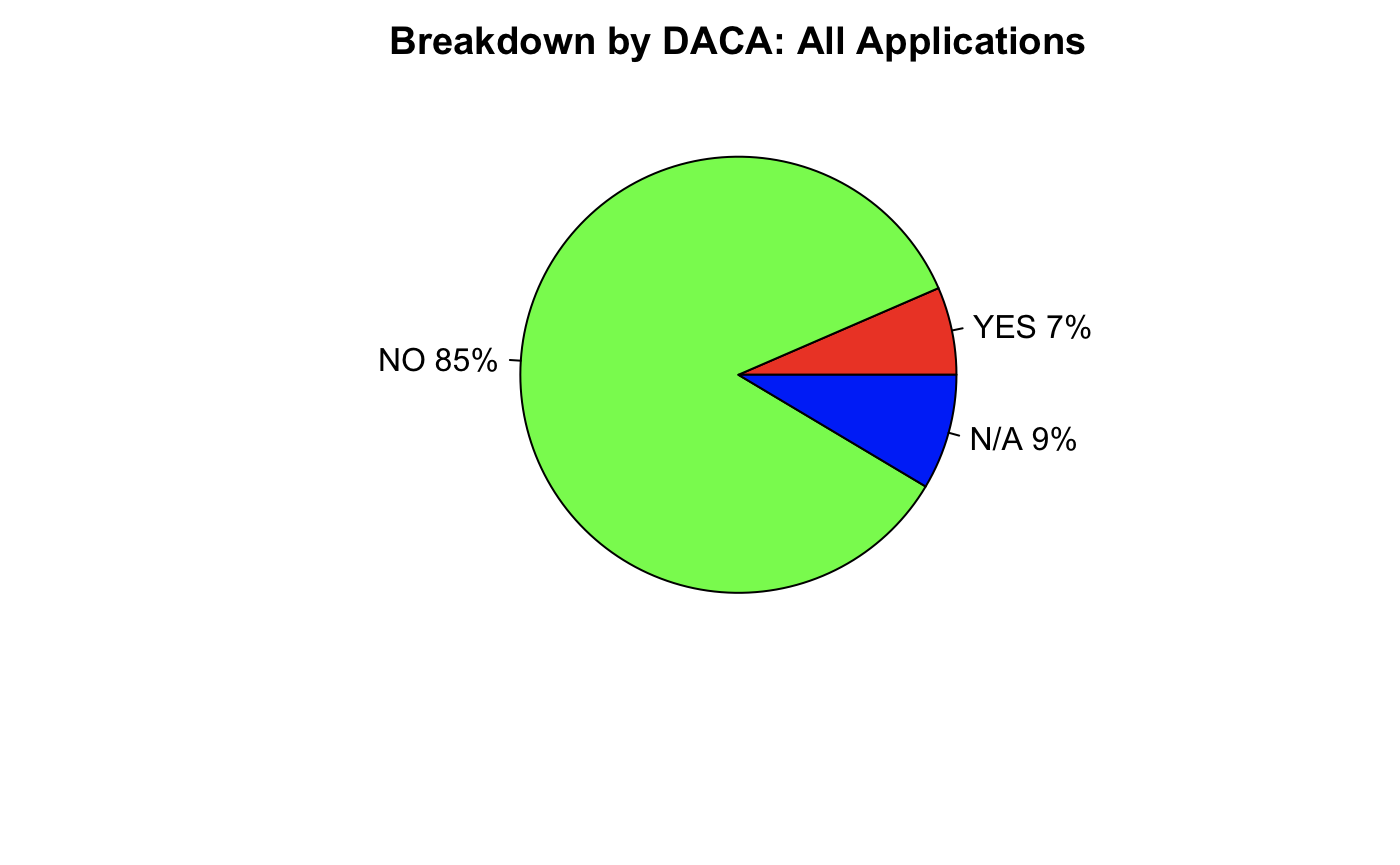 Breakdown by DACA: All Applications
YES 7%
NO 85%
N/A 9%